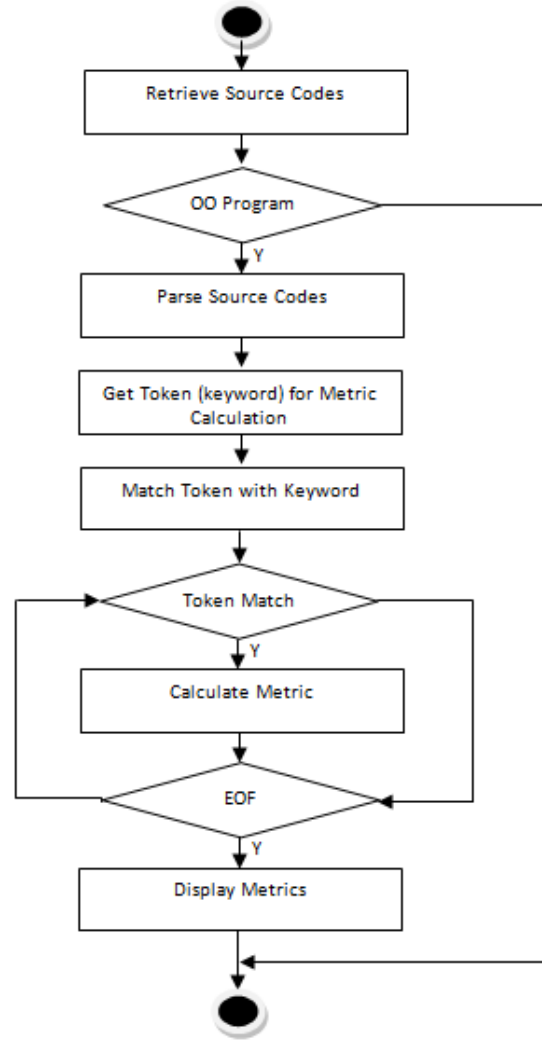 Retrieve Source Codes
OO Program
Y
Parse Source Codes
Get Token (keyword) for Metric
Calculation
Match Token with Keyword
Token Match
Y
Calculate Metric
EOF
Y
Display Metrics